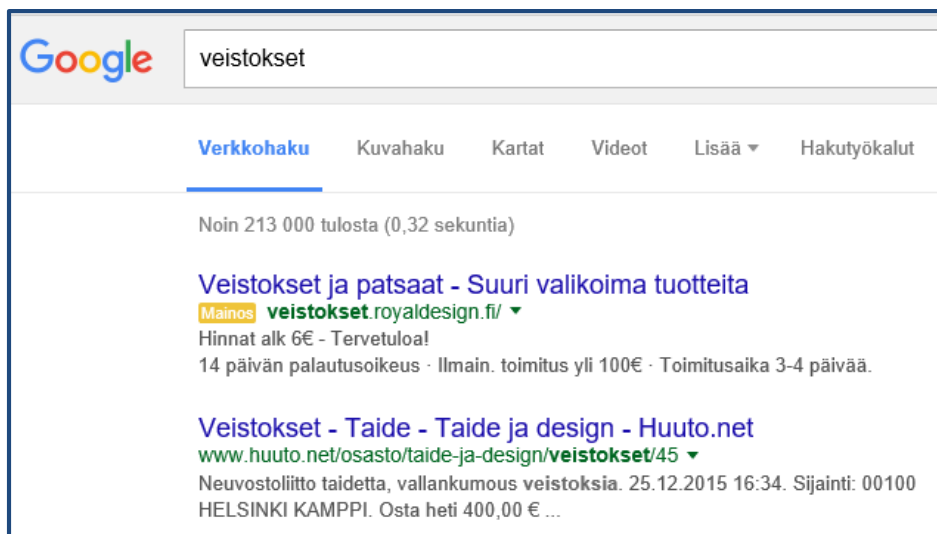 Google
veistokset
Verkkohaku Kuvahaku Kartat Videot Lisää Hakutyökalut
Noin 213 000 tulosta (0,32 sekuntia)
Veistokset ja patsaat - Suuri valikoima tuotteita
Mainos veistokset.royaldesign.fi/
Hinnat alk 6€ - Tervetuloa!
14 päivän palautusoikeus · Ilmain. toimitus yli 100€ · Toimitusaika 3-4 päivää.
Veistokset - Taide - Taide ja design - Huuto.net
www.huuto.net/osasto/taide-ja-design/veistokset/45
Neuvostoliitto taidetta, vallankumous veistoksia. 25.12.2015 16:34. Sijainti: 00100
HELSINKI KAMPPI. Osta heti 400,00 € ...